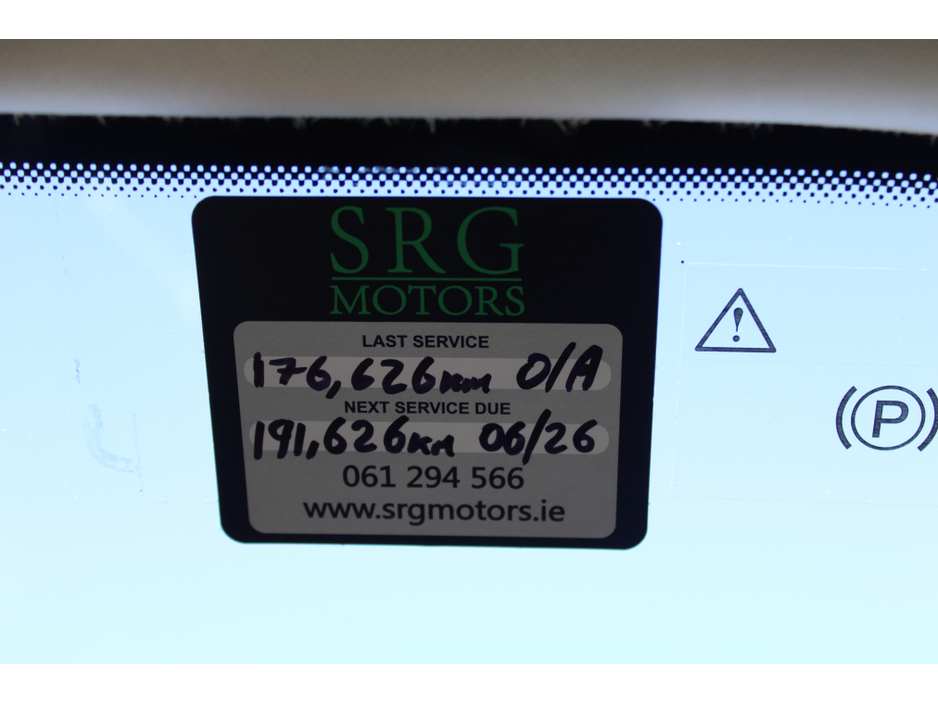 SRG
MOTORS
LAST SERVICE
176,626km O/A
NEXT SERVICE DUE
191,626km 06/26
061 294 566
www.srgmotors.ie
!
(P)